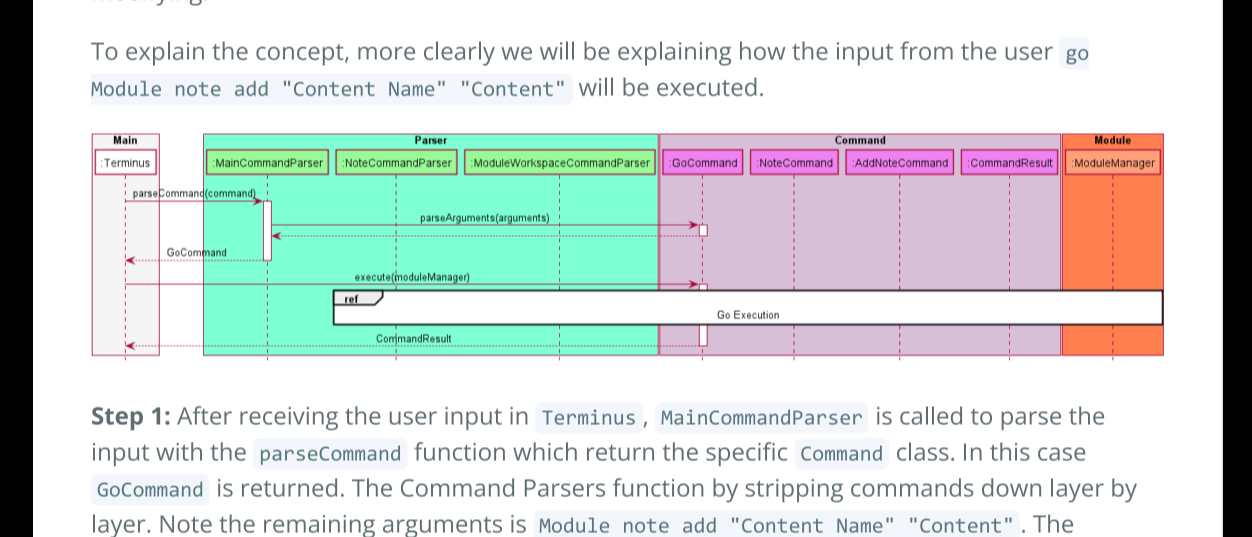 modifying.
To explain the concept, more clearly we will be explaining how the input from the user go
Module note add "Content Name" "Content" will be executed.
Main
Parser
Command
Module
:Terminus
:MainCommandParser
:NoteCommandParser
:ModuleWorkspaceCommandParser
:GoCommand
:NoteCommand
:AddNoteCommand
:CommandResult
:ModuleManager
parseCommand(command)
parseArguments(arguments)
GoCommand
execute(moduleManager)
ref
Go Execution
CommandResult
Step 1: After receiving the user input in Terminus, MainCommandParser is called to parse the
input with the parseCommand function which return the specific Command class. In this case
GoCommand is returned. The Command Parsers function by stripping commands down layer by
layer. Note the remaining arguments is Module note add "Content Name" "Content". The